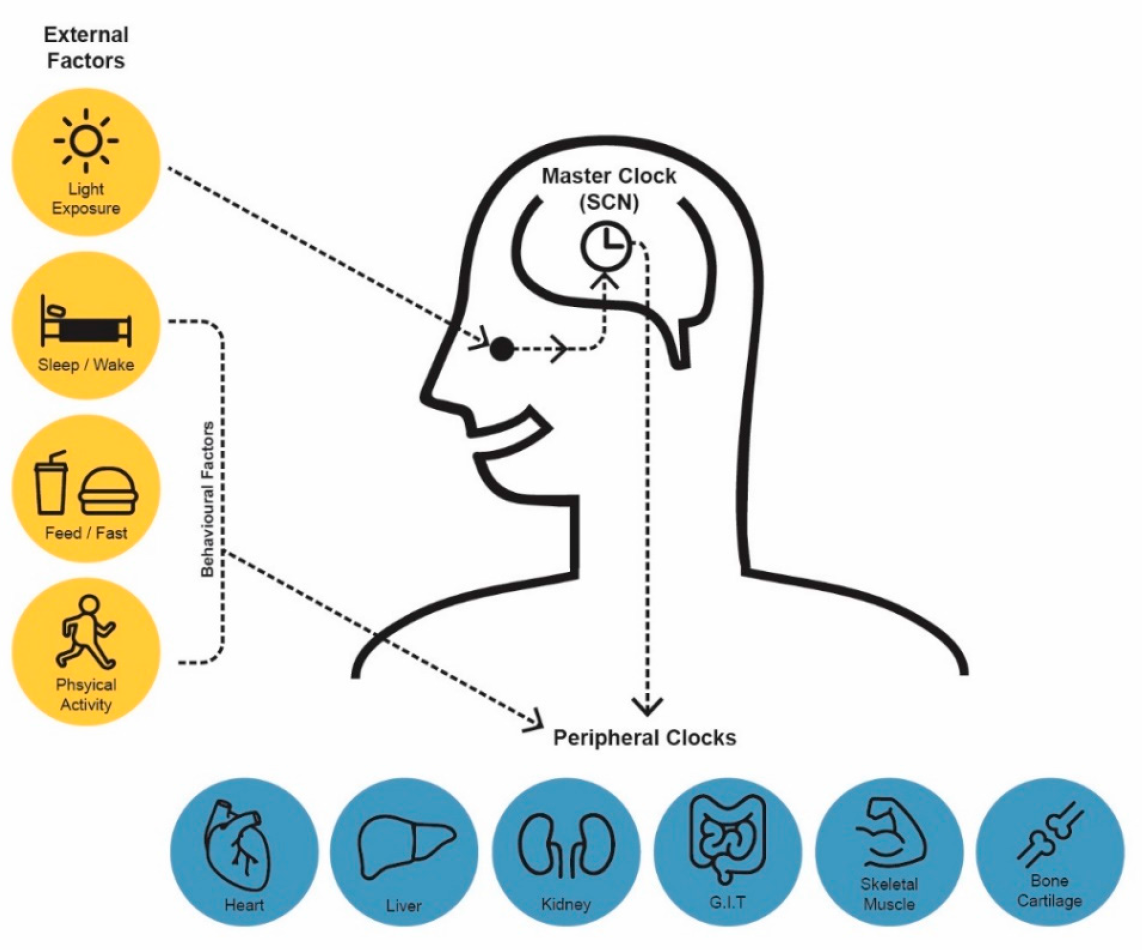 External
Factors
Light
Exposure
Sleep / Wake
Feed / Fast
Phsyical
Activity
Behavioural Factors
Master Clock
(SCN)
Peripheral Clocks
Heart
Liver
Kidney
G.I.T
Skeletal
Muscle
Bone
Cartilage